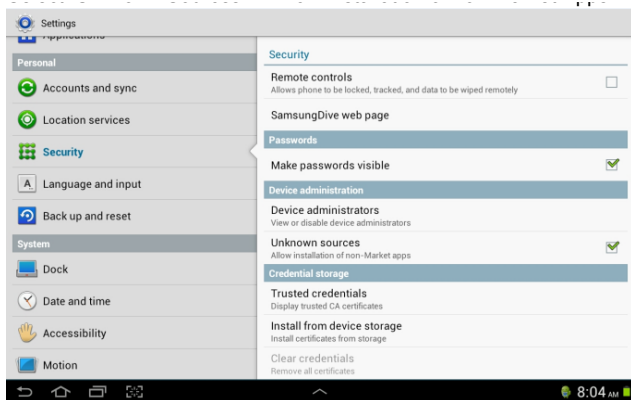 Settings
Applications
Personal
Accounts and sync
Location services
Security
Language and input
Back up and reset
System
Dock
Date and time
Accessibility
Motion
Security
Remote controls
Allows phone to be locked, tracked, and data to be wiped remotely
SamsungDive web page
Passwords
Make passwords visible
Device administration
Device administrators
View or disable device administrators
Unknown sources
Allow installation of non-Market apps
Credential storage
Trusted credentials
Display trusted CA certificates
Install from device storage
Install certificates from storage
Clear credentials
Remove all certificates
8:04 AM